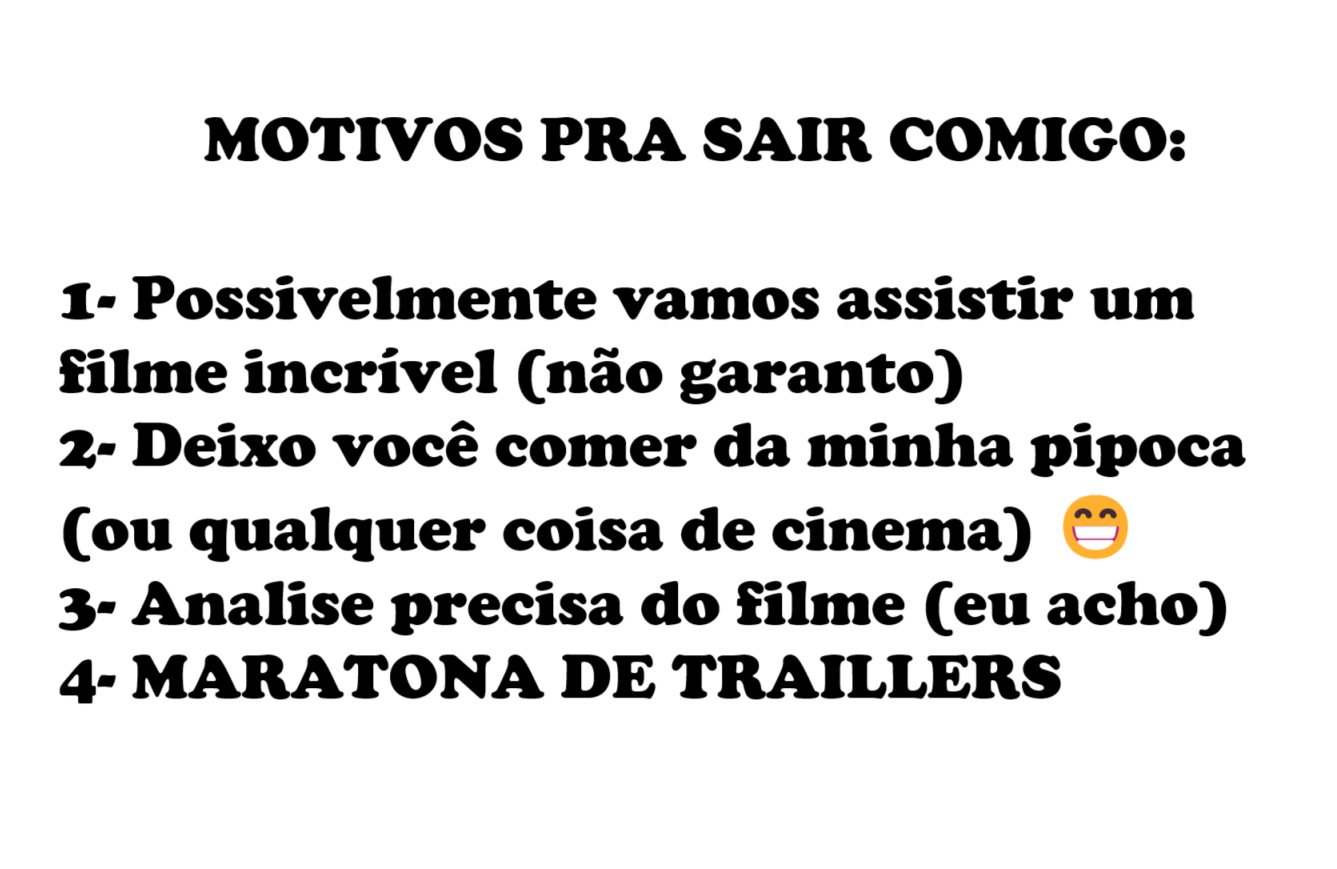 MOTIVOS PRA SAIR COMIGO:
1- Possivelmente vamos assistir um
filme incrível (não garanto)
2- Deixo você comer da minha pipoca
(ou qualquer coisa de cinema) 😁
3- Analise precisa do filme (eu acho)
4- MARATONA DE TRAILLERS